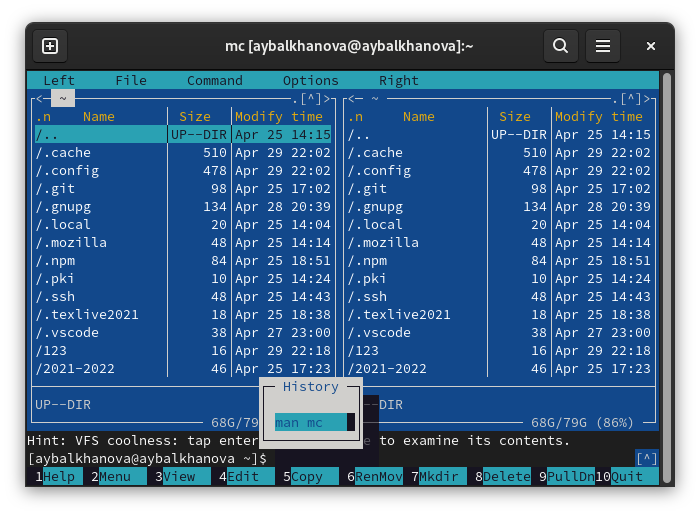 mc [aybalkhanova@aybalkhanova]:~
Left File Command Options Right
<─ ~ .[^]> <─ ~ .[^]>
.n Name Size Modify time .n Name Size Modify time
/.. UP--DIR Apr 25 14:15 /.. UP--DIR Apr 25 14:15
/.cache 510 Apr 29 22:02 /.cache 510 Apr 29 22:02
/.config 478 Apr 29 22:02 /.config 478 Apr 29 22:02
/.git 98 Apr 25 17:02 /.git 98 Apr 25 17:02
/.gnupg 134 Apr 28 20:39 /.gnupg 134 Apr 28 20:39
/.local 20 Apr 25 14:04 /.local 20 Apr 25 14:04
/.mozilla 48 Apr 25 14:14 /.mozilla 48 Apr 25 14:14
/.npm 84 Apr 25 18:51 /.npm 84 Apr 25 18:51
/.pki 10 Apr 25 14:24 /.pki 10 Apr 25 14:24
/.ssh 48 Apr 25 14:43 /.ssh 48 Apr 25 14:43
/.texlive2021 18 Apr 25 18:38 /.texlive2021 18 Apr 25 18:38
/.vscode 38 Apr 27 23:00 /.vscode 38 Apr 27 23:00
/123 16 Apr 29 22:18 /123 16 Apr 29 22:18
/2021-2022 46 Apr 25 17:23 /2021-2022 46 Apr 25 17:23
History
UP--DIR --DIR
man mc
68G/79 68G/79G (86%)
Hint: VFS coolness: tap enter e to examine its contents.
[aybalkhanova@aybalkhanova ~]$ [^]
1Help 2Menu 3View 4Edit 5Copy 6RenMov 7Mkdir 8Delete 9PullDn 10Quit